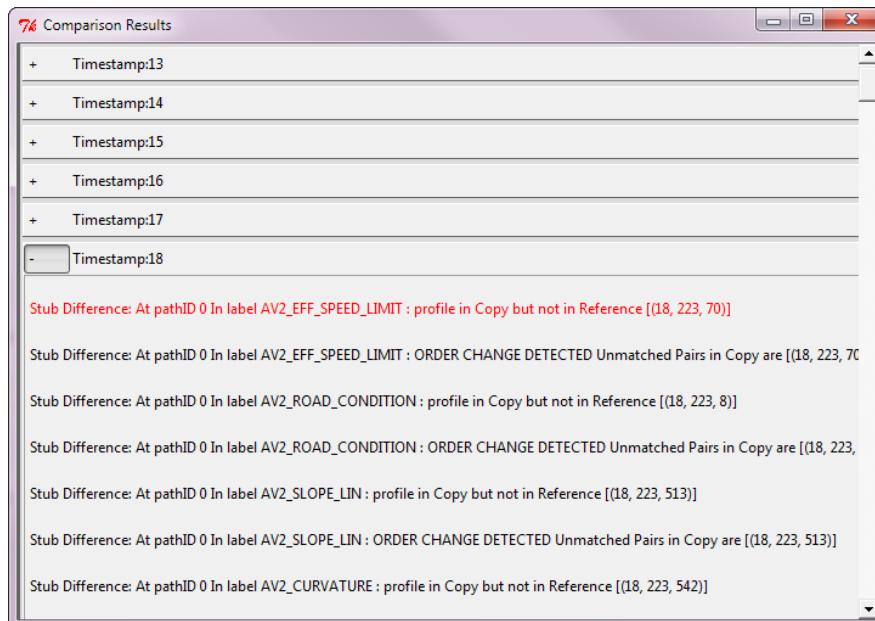 Comparison Results
+ Timestamp:13
+ Timestamp:14
+ Timestamp:15
+ Timestamp:16
+ Timestamp:17
- Timestamp:18
Stub Difference: At pathID 0 In label AV2_EFF_SPEED_LIMIT : profile in Copy but not in Reference [(18, 223, 70)]
Stub Difference: At pathID 0 In label AV2_EFF_SPEED_LIMIT : ORDER CHANGE DETECTED Unmatched Pairs in Copy are [(18, 223, 70
Stub Difference: At pathID 0 In label AV2_ROAD_CONDITION : profile in Copy but not in Reference [(18, 223, 8)]
Stub Difference: At pathID 0 In label AV2_ROAD_CONDITION : ORDER CHANGE DETECTED Unmatched Pairs in Copy are [(18, 223,
Stub Difference: At pathID 0 In label AV2_SLOPE_LIN : profile in Copy but not in Reference [(18, 223, 513)]
Stub Difference: At pathID 0 In label AV2_SLOPE_LIN : ORDER CHANGE DETECTED Unmatched Pairs in Copy are [(18, 223, 513)]
Stub Difference: At pathID 0 In label AV2_CURVATURE : profile in Copy but not in Reference [(18, 223, 542)]